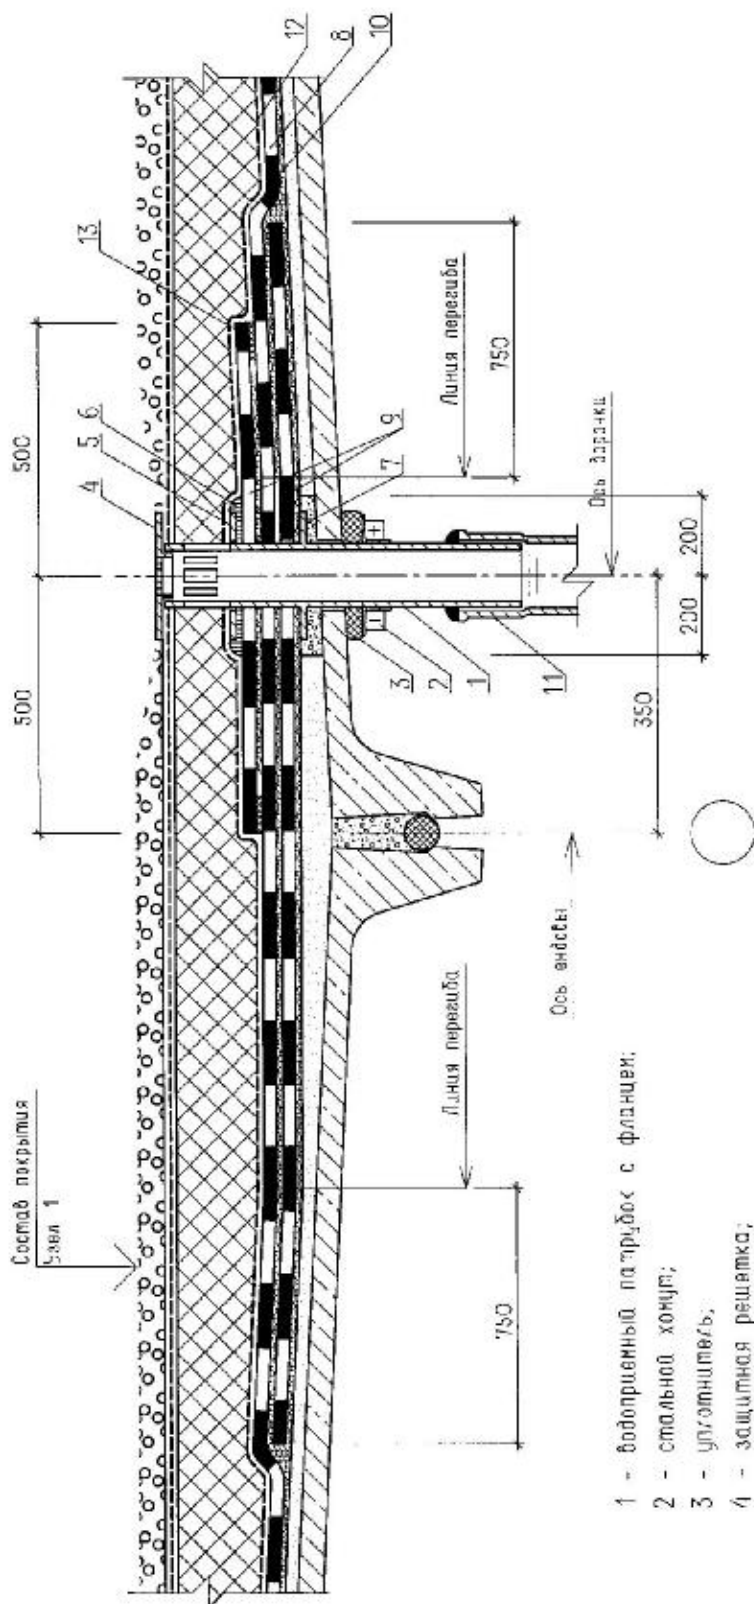 Состав покрытия
Узел 1
500
500
4
5
6
13
12
8
10
9
7
3
2
1
11
Линия перегиба
750
Линия перегиба
750
Ось воронки
200
200
350
Ось ендовы
1 - водоприемный патрубок с фланцем;
2 - стальной хомут;
3 - уплотнитель;
4 - защитная решетка;